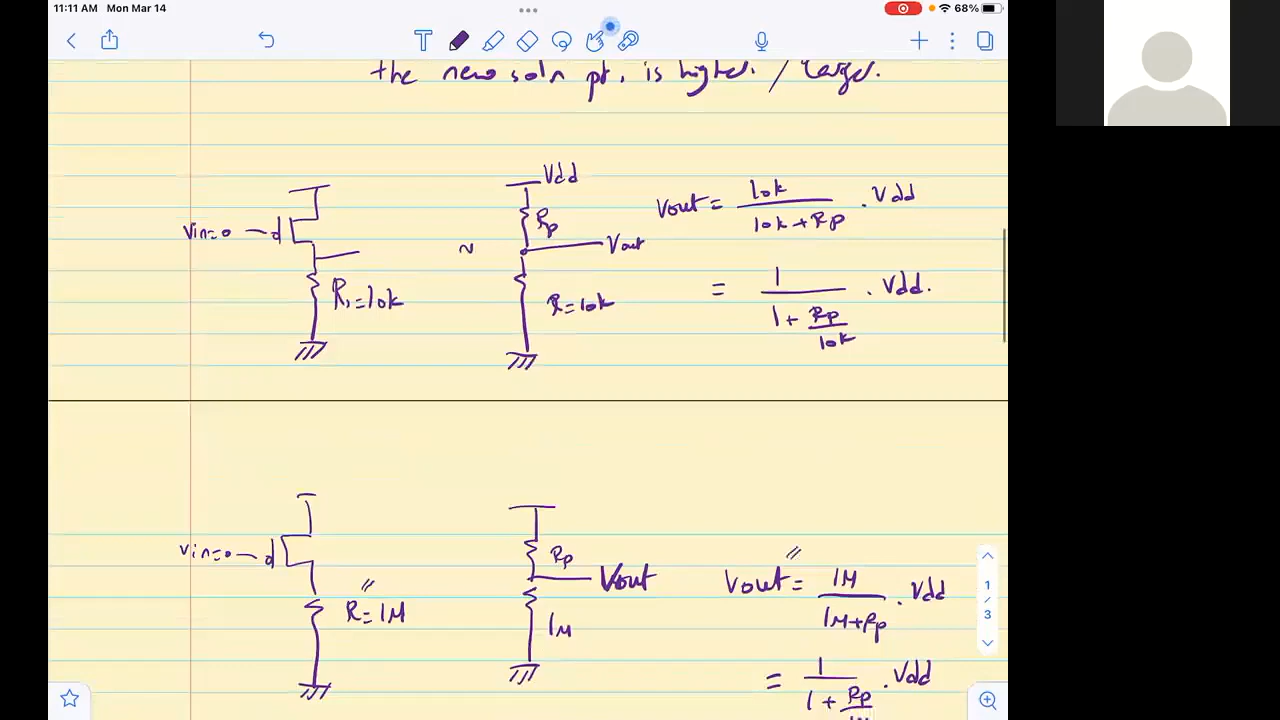 11:11 AM Mon Mar 14
68%
the new soln pt. is higher / large.
Vin=0
R1=10k
~
Vdd
Rp
Vout
R=10k
Vout = 10k / 10k+Rp . Vdd
= 1 / 1 + Rp/10k . Vdd.
Vin=0
R=1M
Rp
Vout
1M
Vout = 1M / 1M+Rp . Vdd
= 1 / 1 + Rp/1M . Vdd
T
1/3